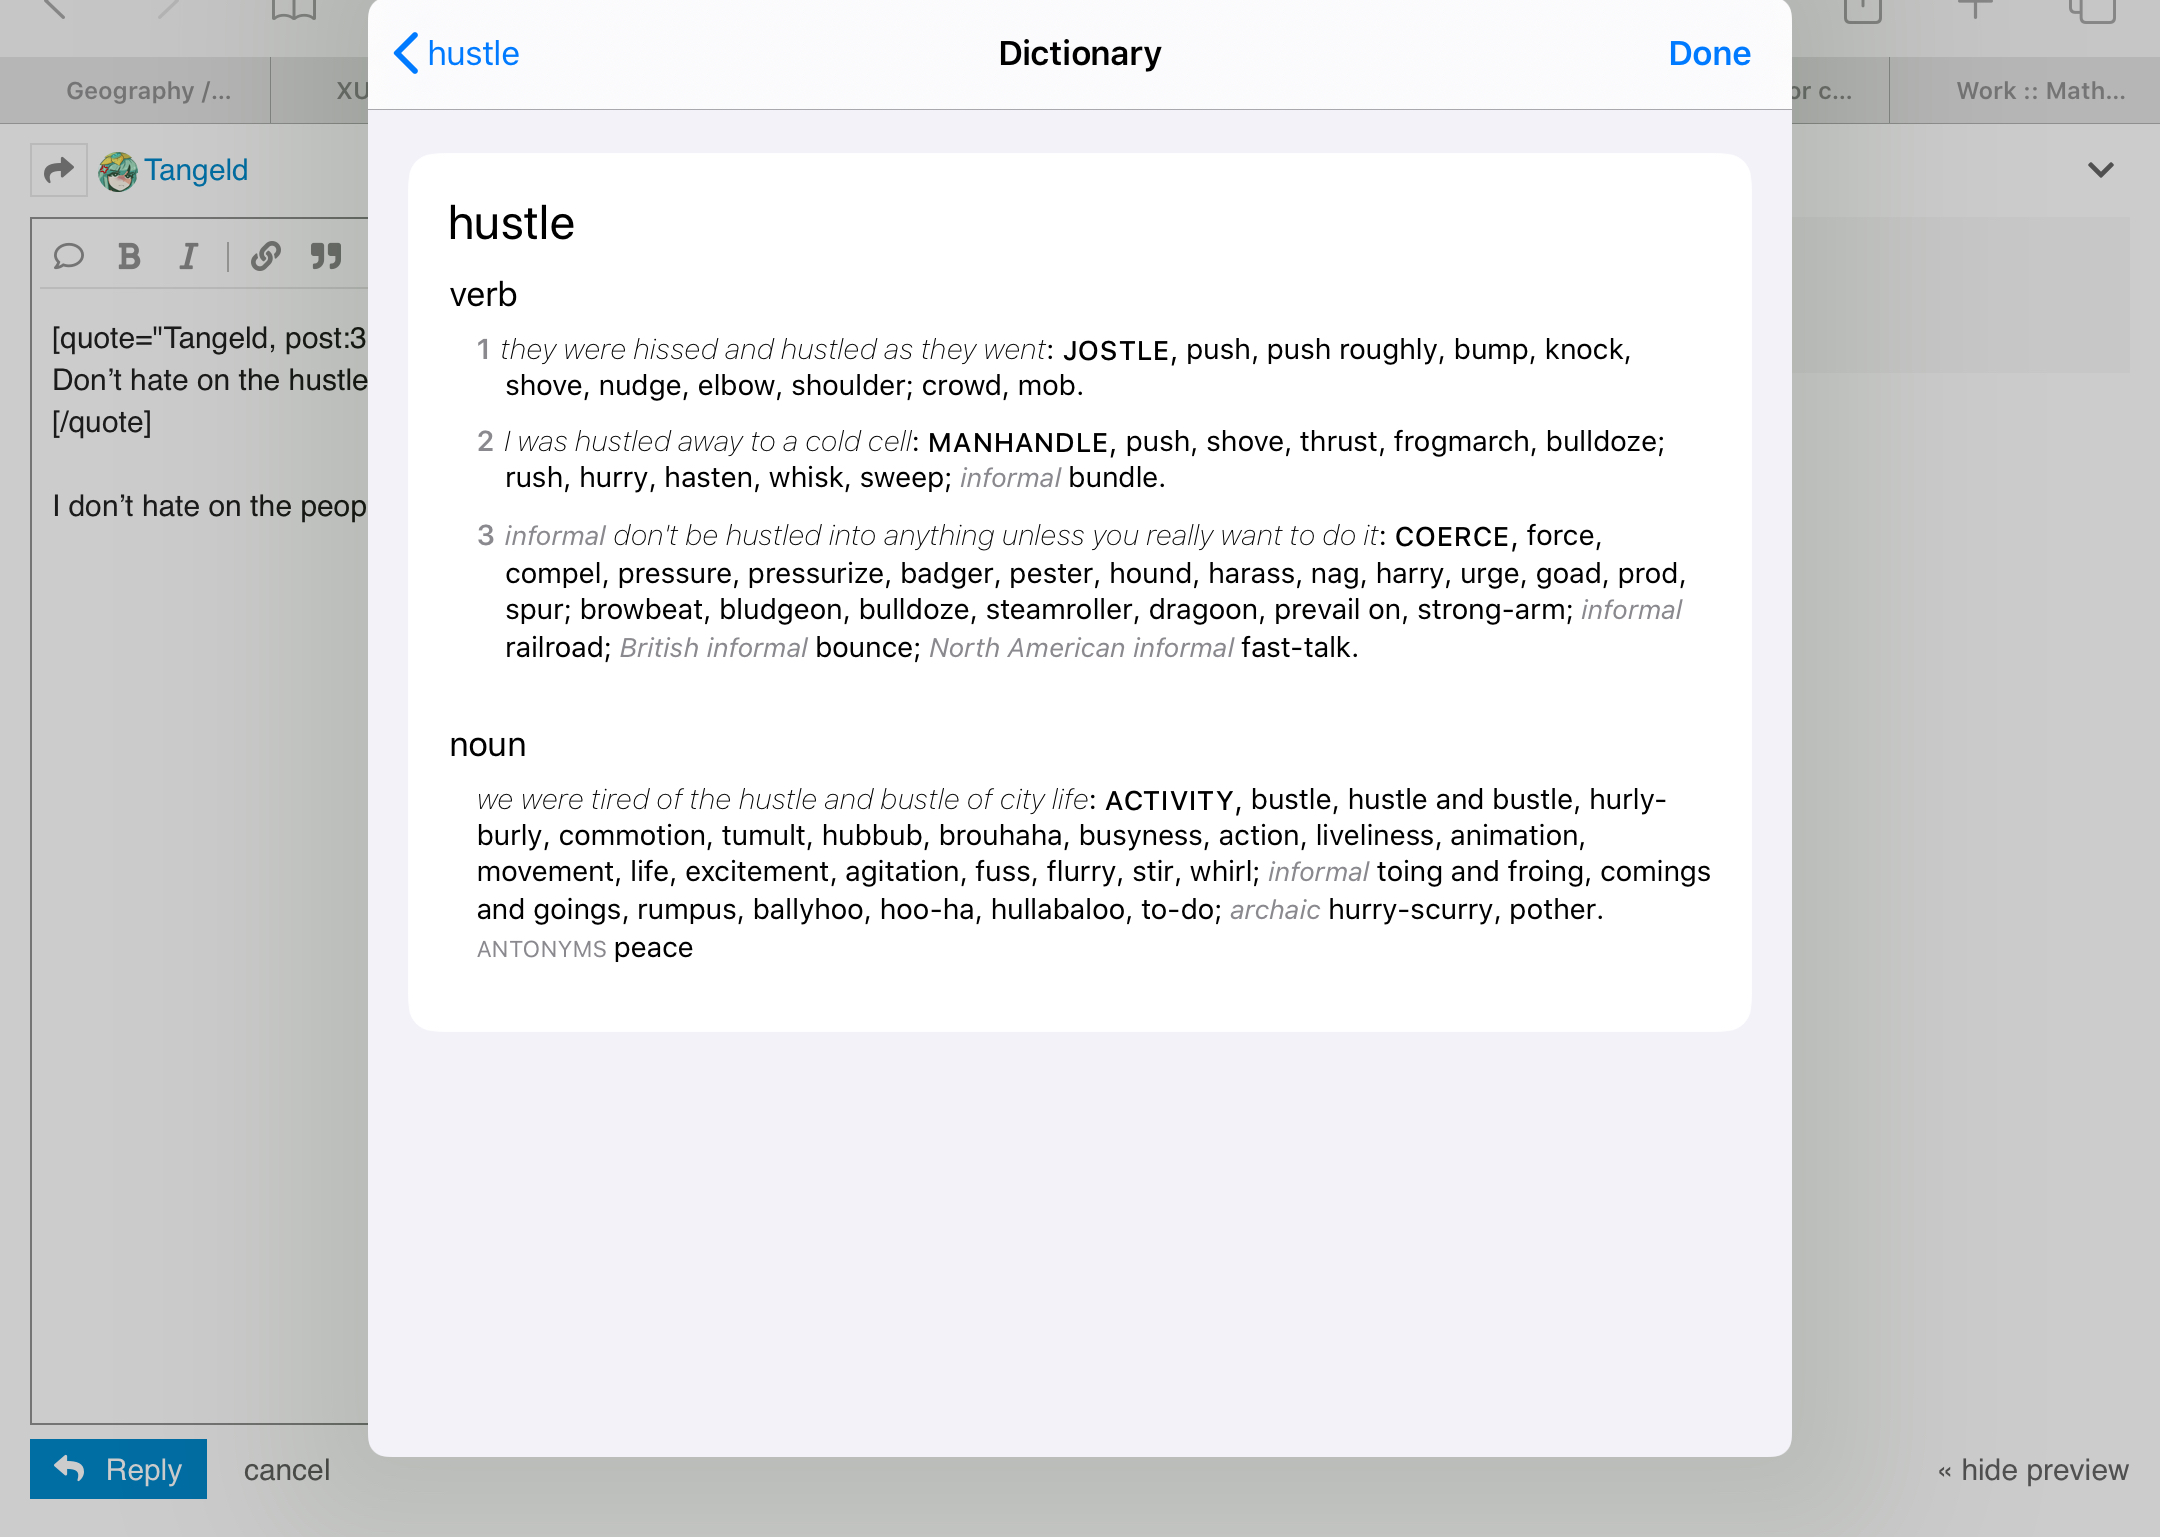 hustle
Dictionary
Done
Geography /...
XU
or c...
Work :: Math...
Tangeld
B I
[quote="Tangeld, post:3
Don’t hate on the hustle
[/quote]
I don’t hate on the peop
hustle
verb
1 they were hissed and hustled as they went: JOSTLE, push, push roughly, bump, knock,
shove, nudge, elbow, shoulder; crowd, mob.
2 I was hustled away to a cold cell: MANHANDLE, push, shove, thrust, frogmarch, bulldoze;
rush, hurry, hasten, whisk, sweep; informal bundle.
3 informal don't be hustled into anything unless you really want to do it: COERCE, force,
compel, pressure, pressurize, badger, pester, hound, harass, nag, harry, urge, goad, prod,
spur; browbeat, bludgeon, bulldoze, steamroller, dragoon, prevail on, strong-arm; informal
railroad; British informal bounce; North American informal fast-talk.
noun
we were tired of the hustle and bustle of city life: ACTIVITY, bustle, hustle and bustle, hurly-
burly, commotion, tumult, hubbub, brouhaha, busyness, action, liveliness, animation,
movement, life, excitement, agitation, fuss, flurry, stir, whirl; informal toing and froing, comings
and goings, rumpus, ballyhoo, hoo-ha, hullabaloo, to-do; archaic hurry-scurry, pother.
ANTONYMS peace
Reply
cancel
« hide preview